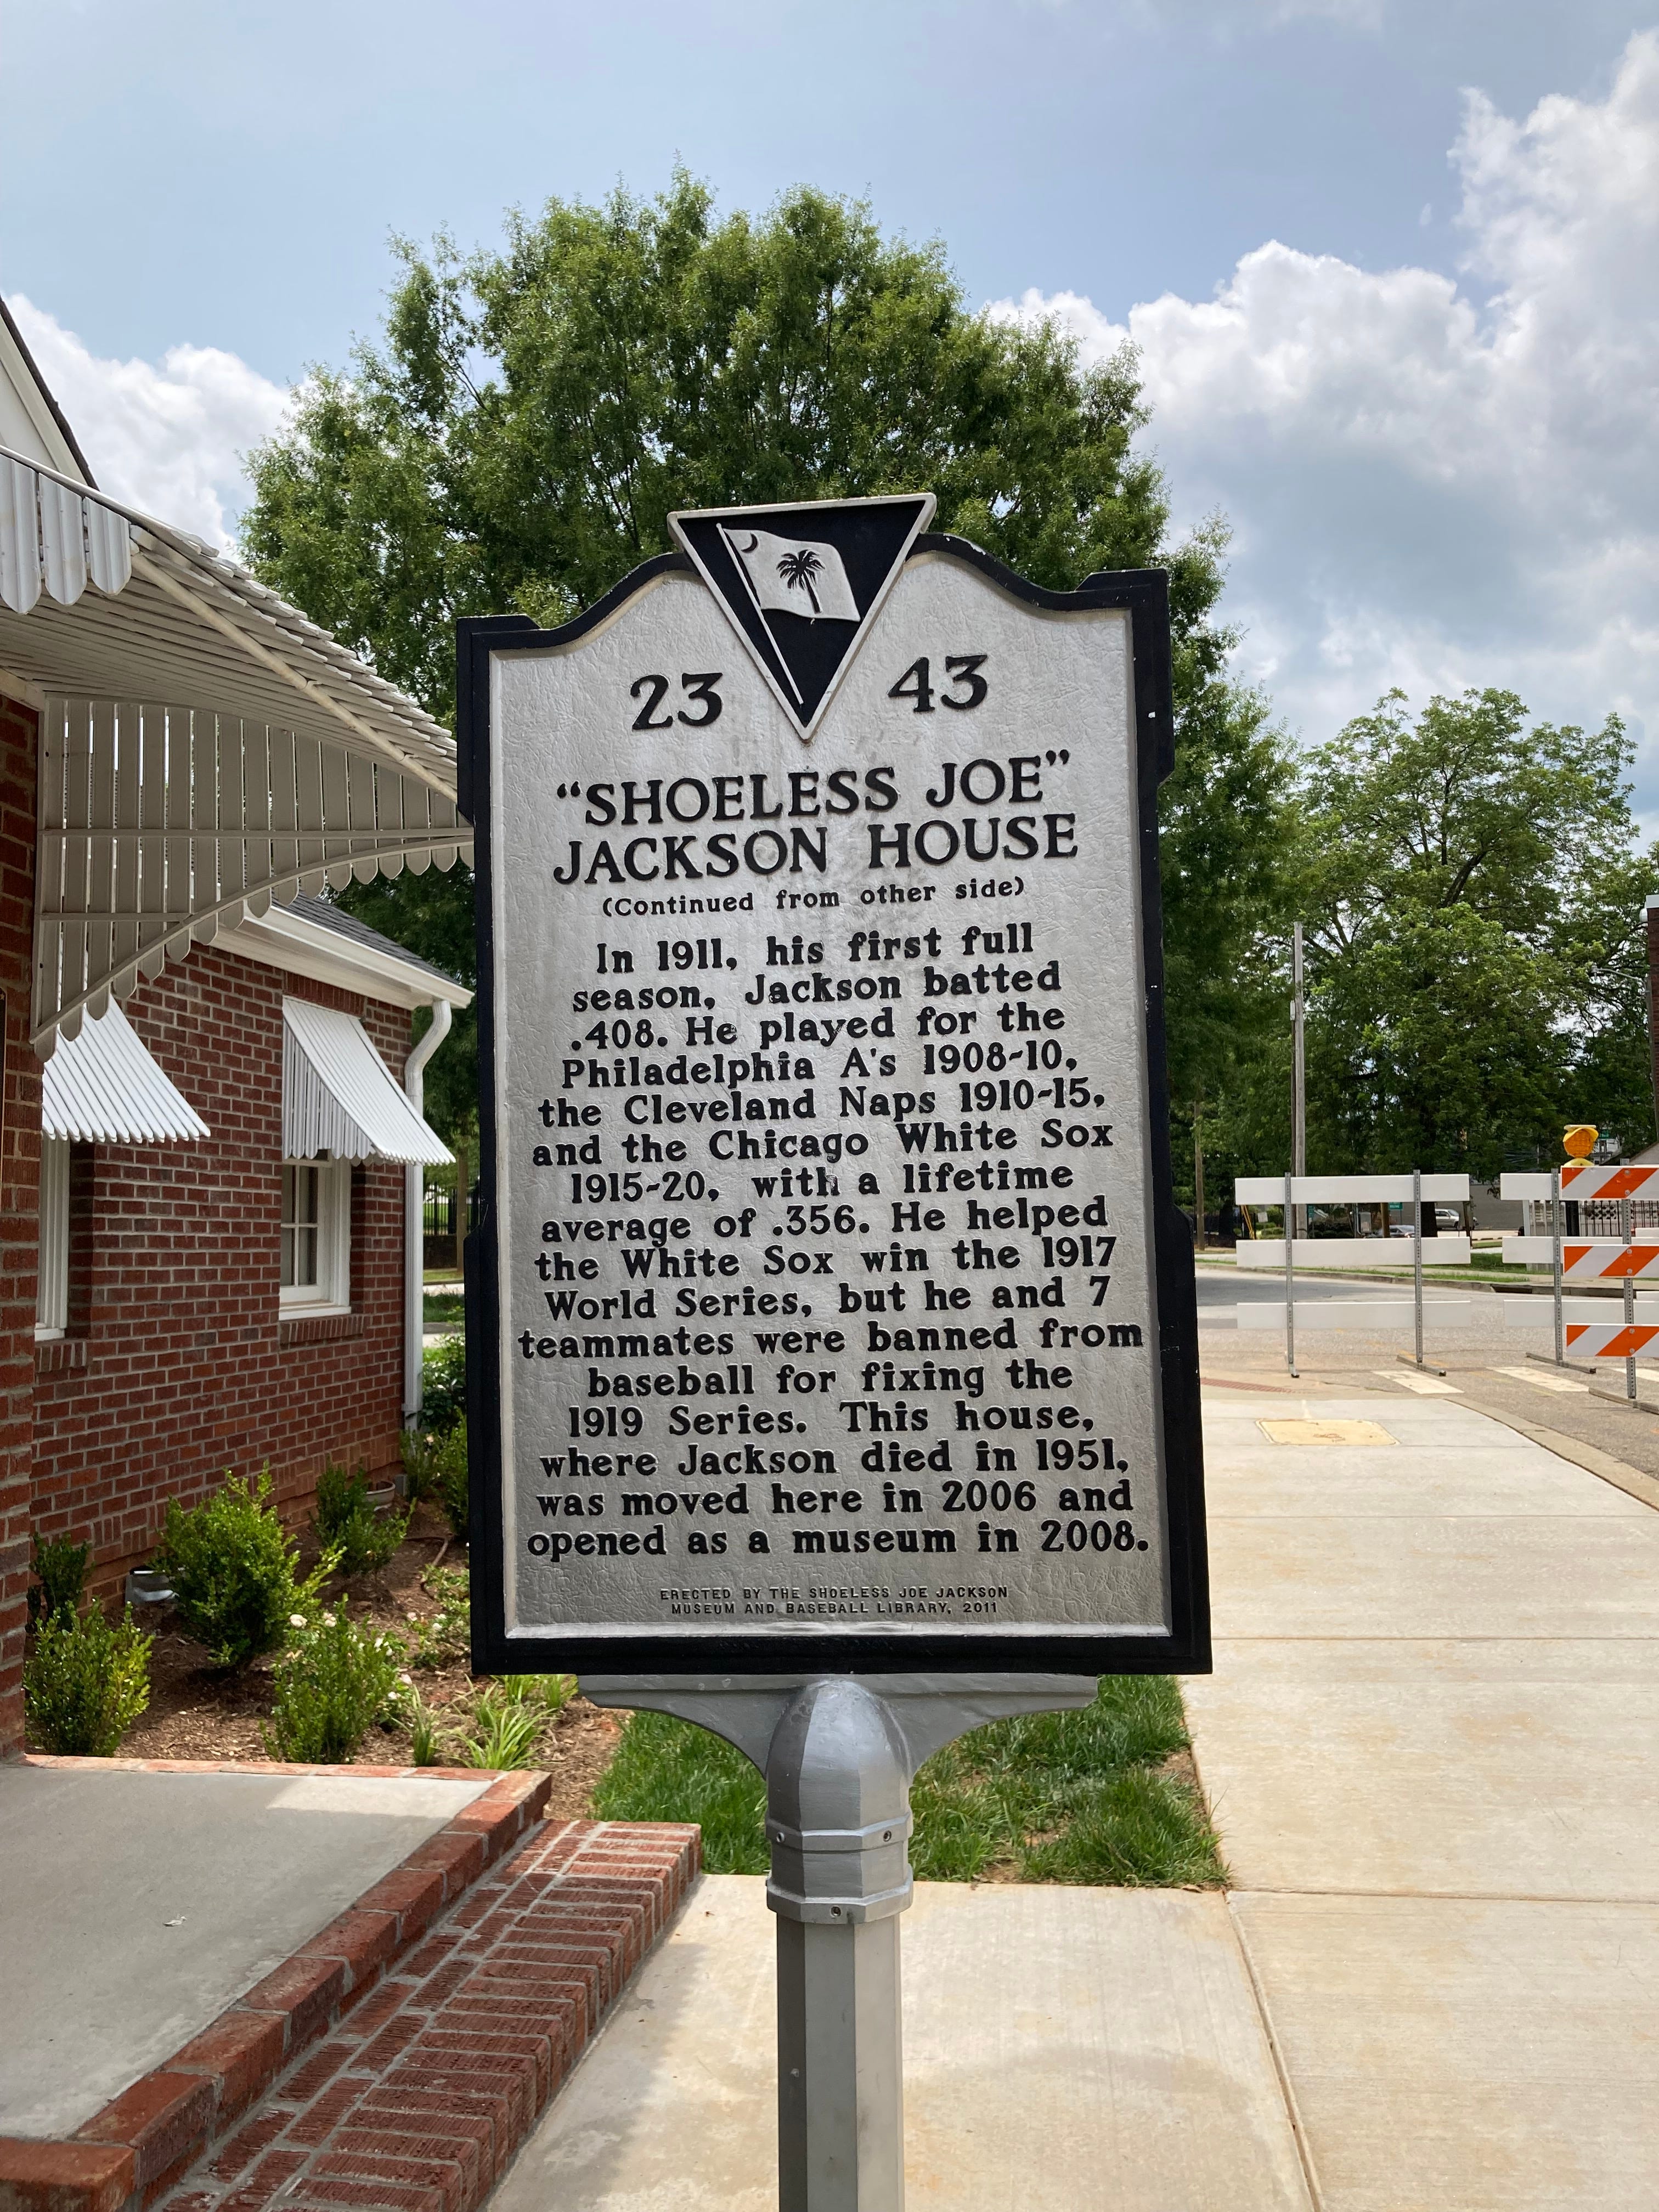 23 43
“SHOELESS JOE”
JACKSON HOUSE
(Continued from other side)
In 1911, his first full
season, Jackson batted
.408. He played for the
Philadelphia A's 1908-10,
the Cleveland Naps 1910-15,
and the Chicago White Sox
1915-20, with a lifetime
average of .356. He helped
the White Sox win the 1917
World Series, but he and 7
teammates were banned from
baseball for fixing the
1919 Series. This house,
where Jackson died in 1951,
was moved here in 2006 and
opened as a museum in 2008.
ERECTED BY THE SHOELESS JOE JACKSON
MUSEUM AND BASEBALL LIBRARY, 2011